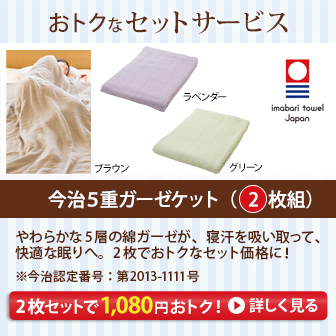 おトクなセットサービス
ラベンダー
imabari towel
Japan
ブラウン
グリーン
今治5重ガーゼケット（2枚組）
やわらかな5層の綿ガーゼが、寝汗を吸い取って、
快適な眠りへ。2枚でおトクなセット価格に！
※今治認定番号：第2013-1111号
2枚セットで1,080円おトク！ 詳しく見る